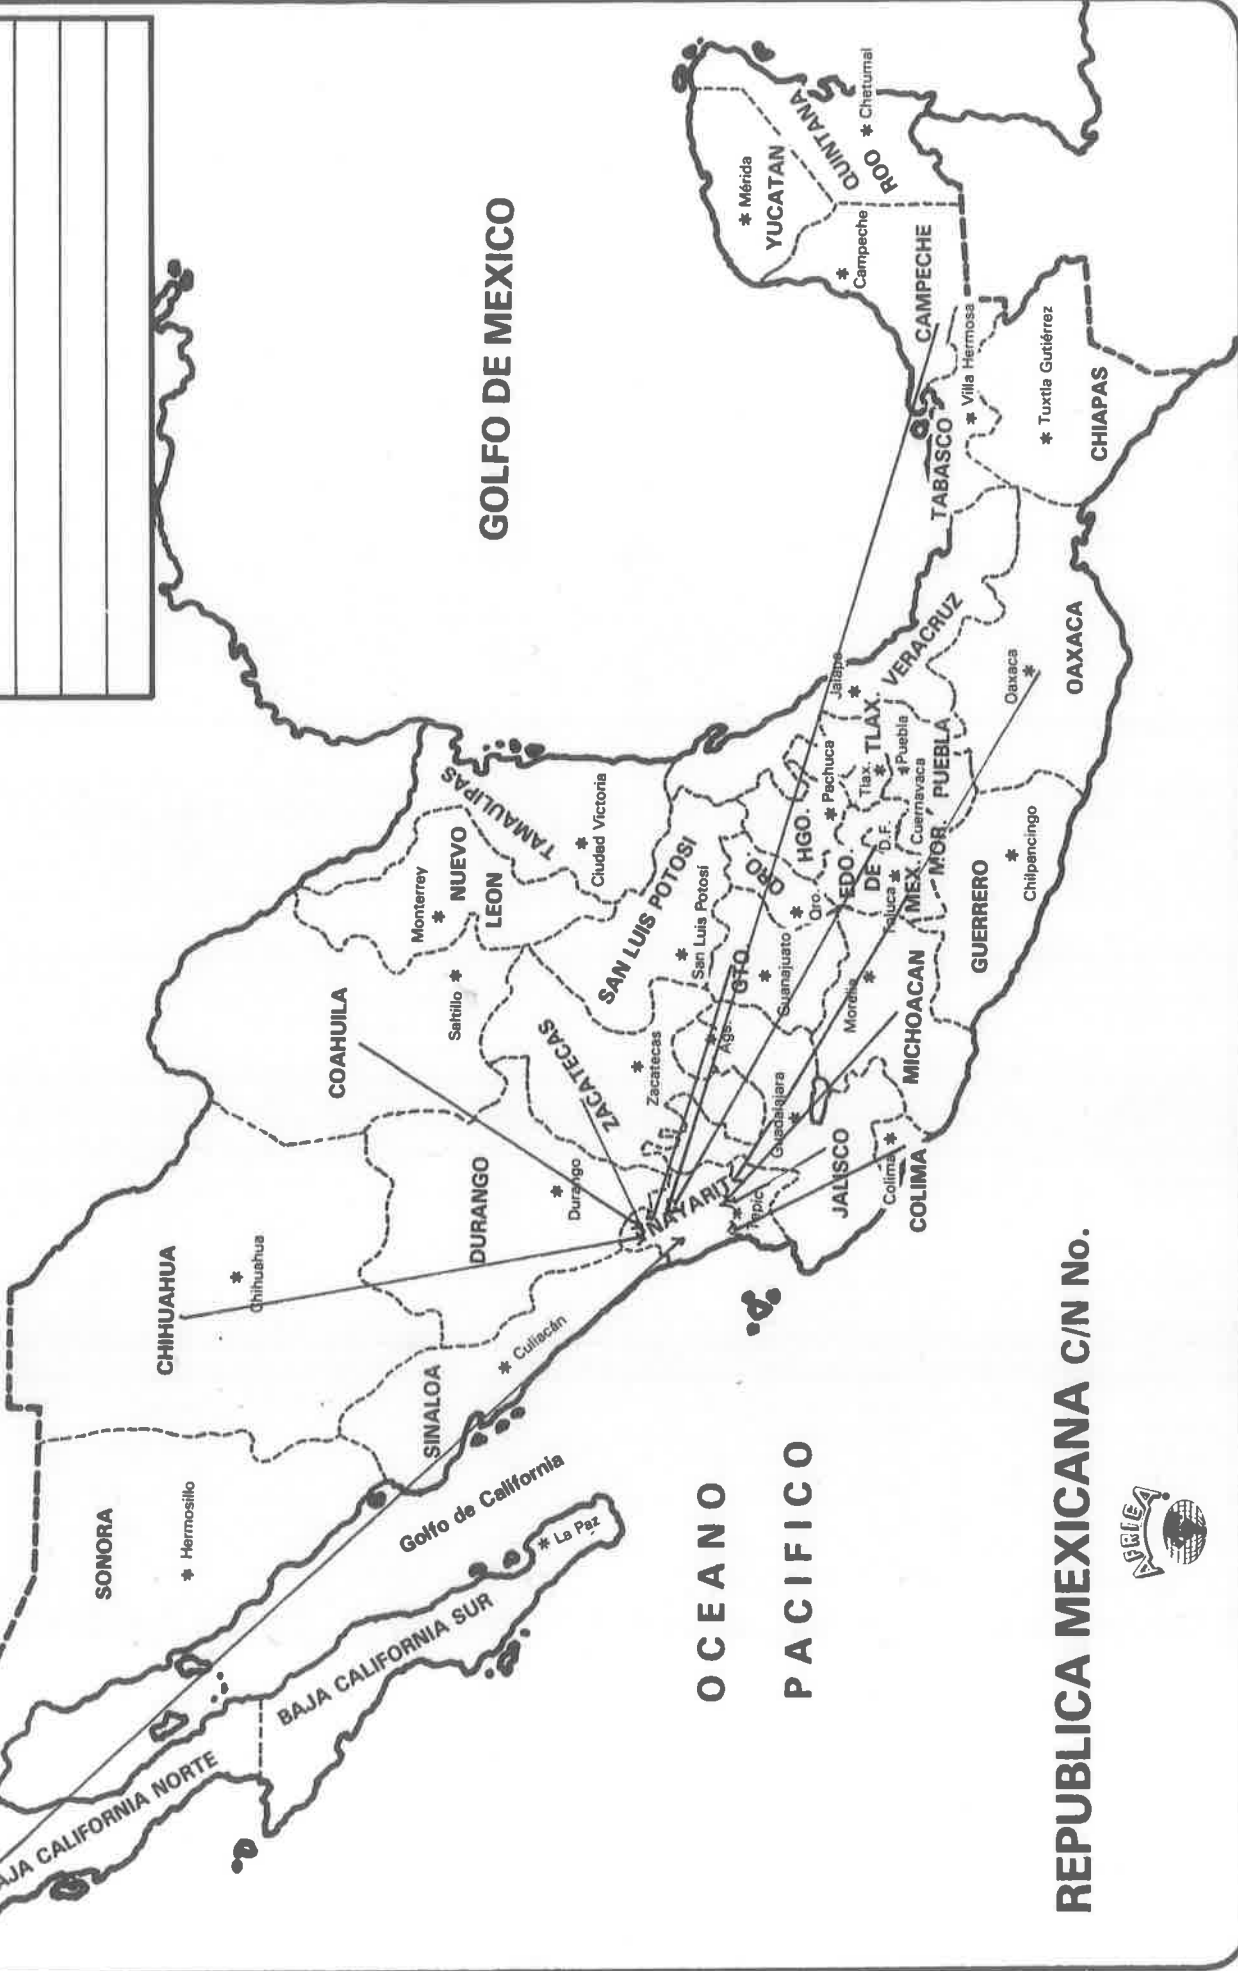 BAJA CALIFORNIA NORTE
BAJA CALIFORNIA SUR
* La Paz
Golfo de California
SONORA
* Hermosillo
CHIHUAHUA
* Chihuahua
COAHUILA
Saltillo *
NUEVO
LEON
Monterrey *
TAMAULIPAS
* Ciudad Victoria
SINALOA
* Culiacán
DURANGO
* Durango
ZACATECAS
* Zacatecas
SAN LUIS POTOSI
* San Luis Potosí
NAYARIT
* Tepic
* Ags.
GTO.
* Guanajuato
QRO.
* Qro.
HGO.
* Pachuca
JALISCO
Guadalajara *
COLIMA
Colima *
MICHOACAN
Morelia *
EDO.
DE
MEX.
Toluca *
D.F.
MOR.
Cuernavaca
TLAX.
Tlax. *
PUEBLA
* Puebla
VERACRUZ
Jalapa *
GUERRERO
Chilpancingo *
OAXACA
Oaxaca *
TABASCO
* Villa Hermosa
CHIAPAS
* Tuxtla Gutiérrez
CAMPECHE
* Campeche
YUCATAN
* Mérida
QUINTANA
ROO
* Chetumal
GOLFO DE MEXICO
OCEANO
PACIFICO
REPUBLICA MEXICANA C/N No.
AFRICA